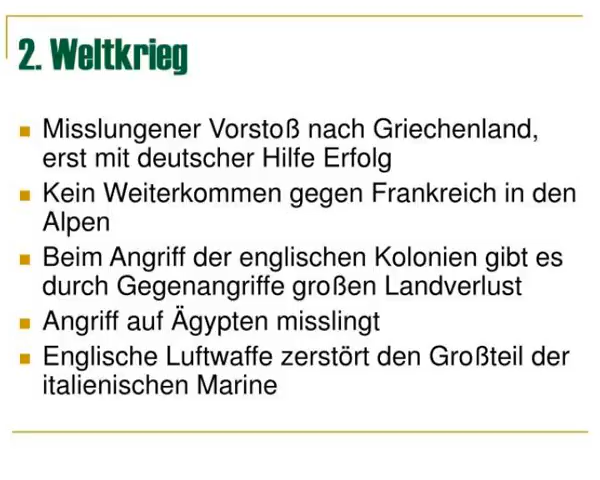 2. Weltkrieg
Misslungener Vorstoß nach Griechenland,
erst mit deutscher Hilfe Erfolg
Kein Weiterkommen gegen Frankreich in den
Alpen
Beim Angriff der englischen Kolonien gibt es
durch Gegenangriffe großen Landverlust
Angriff auf Ägypten misslingt
Englische Luftwaffe zerstört den Großteil der
italienischen Marine